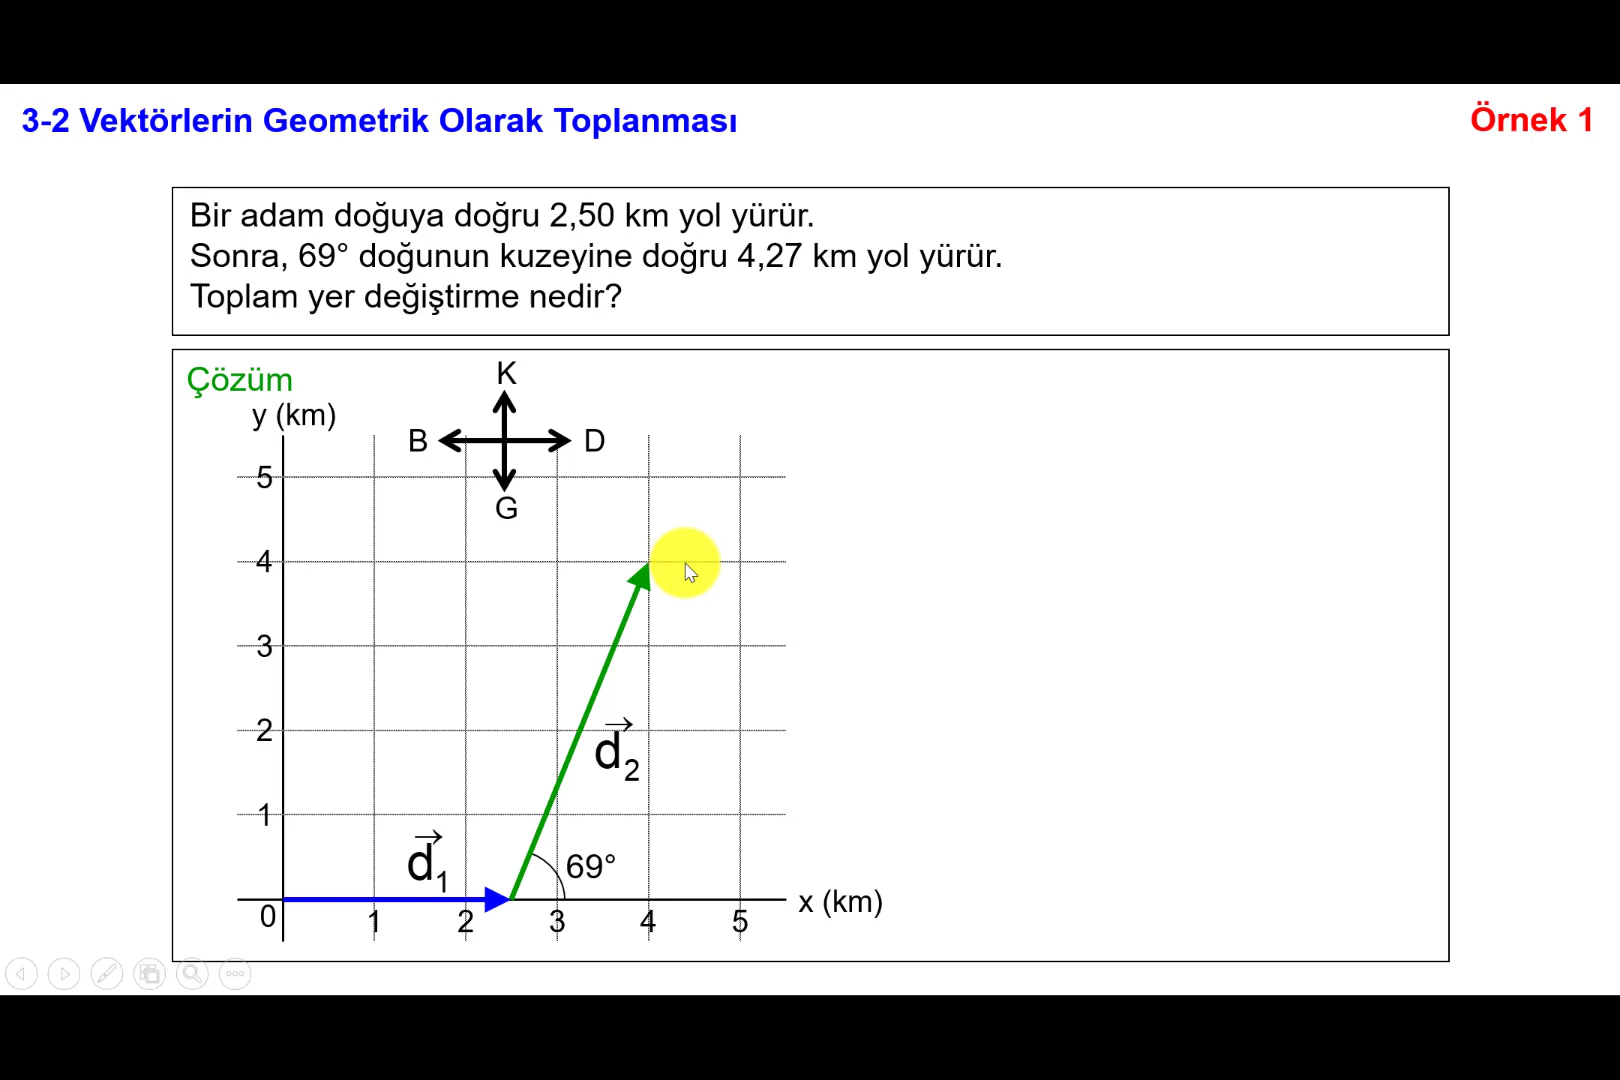 3-2 Vektörlerin Geometrik Olarak Toplanması
Örnek 1
Bir adam doğuya doğru 2,50 km yol yürür.
Sonra, 69° doğunun kuzeyine doğru 4,27 km yol yürür.
Toplam yer değiştirme nedir?
Çözüm
K
y (km)
B
D
5
G
4
3
2
d₂
1
d₁
69°
x (km)
0
1
2
3
4
5